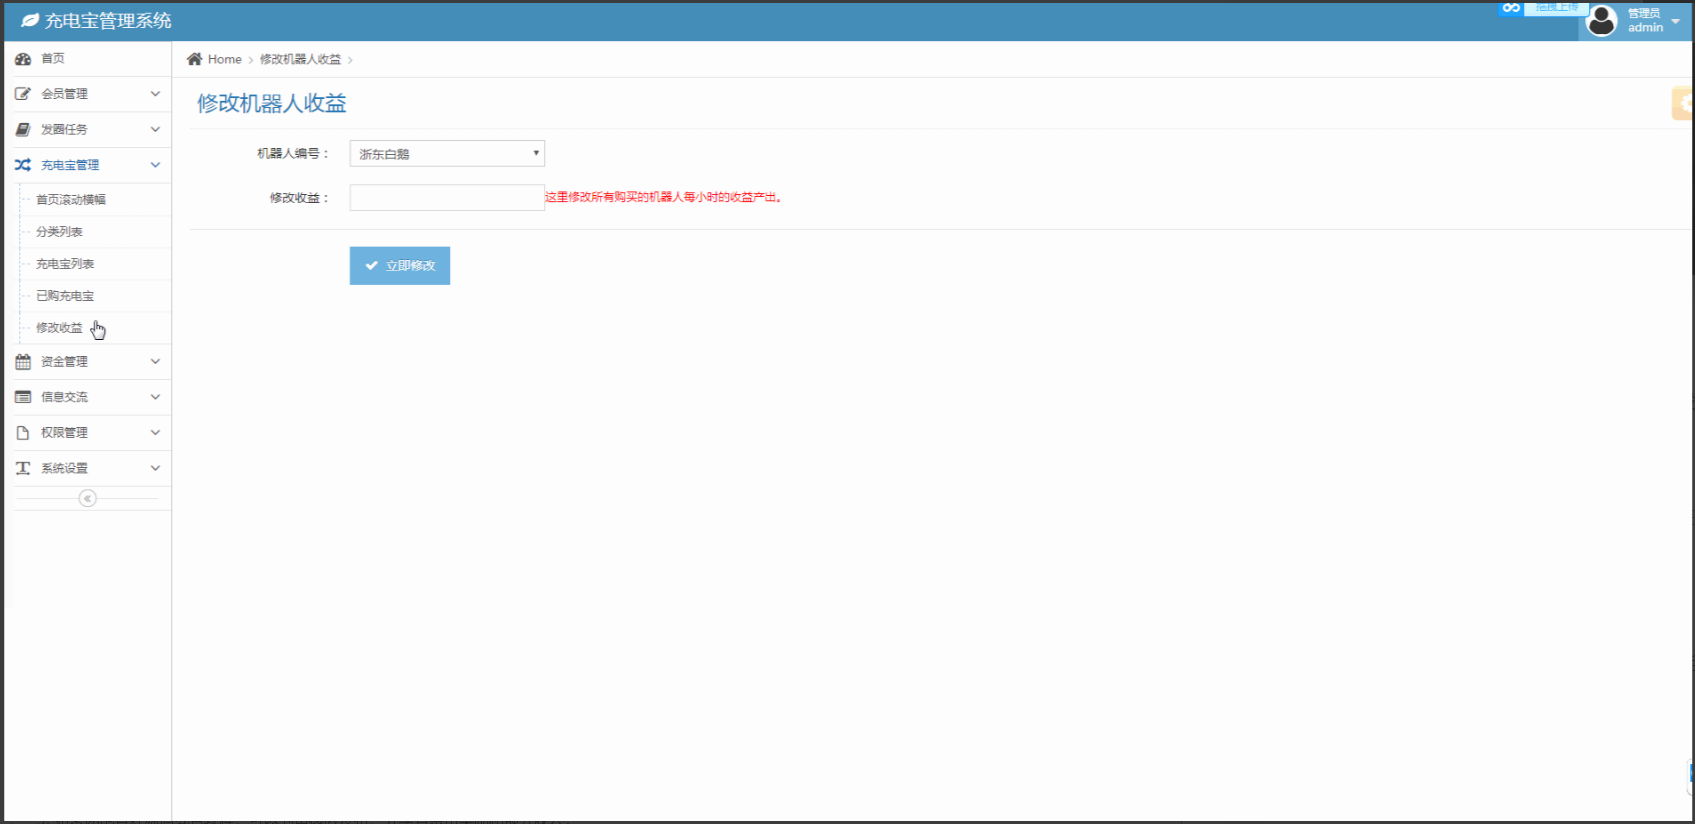 充电宝管理系统
拖拽上传
管理员
admin
首页
会员管理
发圈任务
充电宝管理
首页滚动横幅
分类列表
充电宝列表
已购充电宝
修改收益
资金管理
信息交流
权限管理
系统设置
Home > 修改机器人收益 >
修改机器人收益
机器人编号： 浙东白鹅
修改收益： 这里修改所有购买的机器人每小时的收益产出。
立即修改